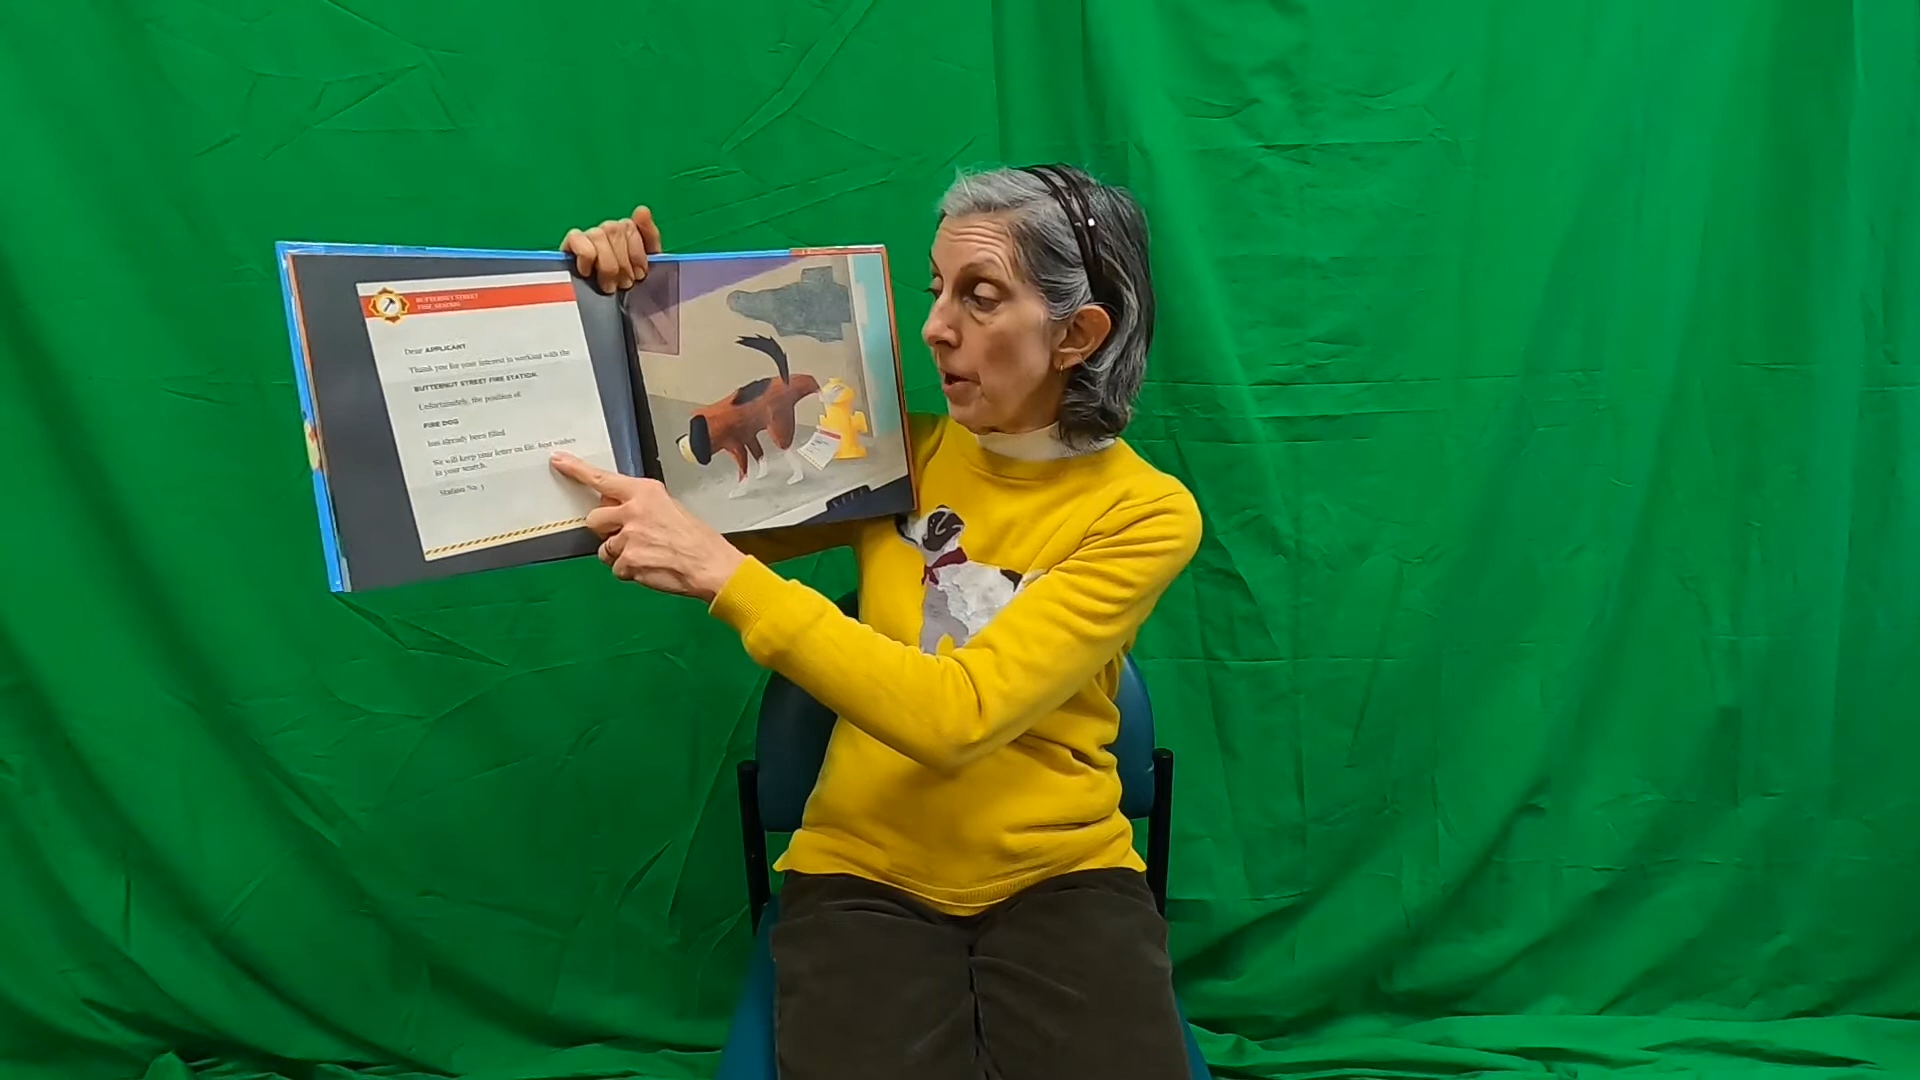 BUTTERNUT STREET
FIRE STATION
Dear APPLICANT
Thank you for your interest in working with the
BUTTERNUT STREET FIRE STATION.
Unfortunately, the position of
FIRE DOG
has already been filled
We will keep your letter on file. best wishes
in your search.
Station No. 3